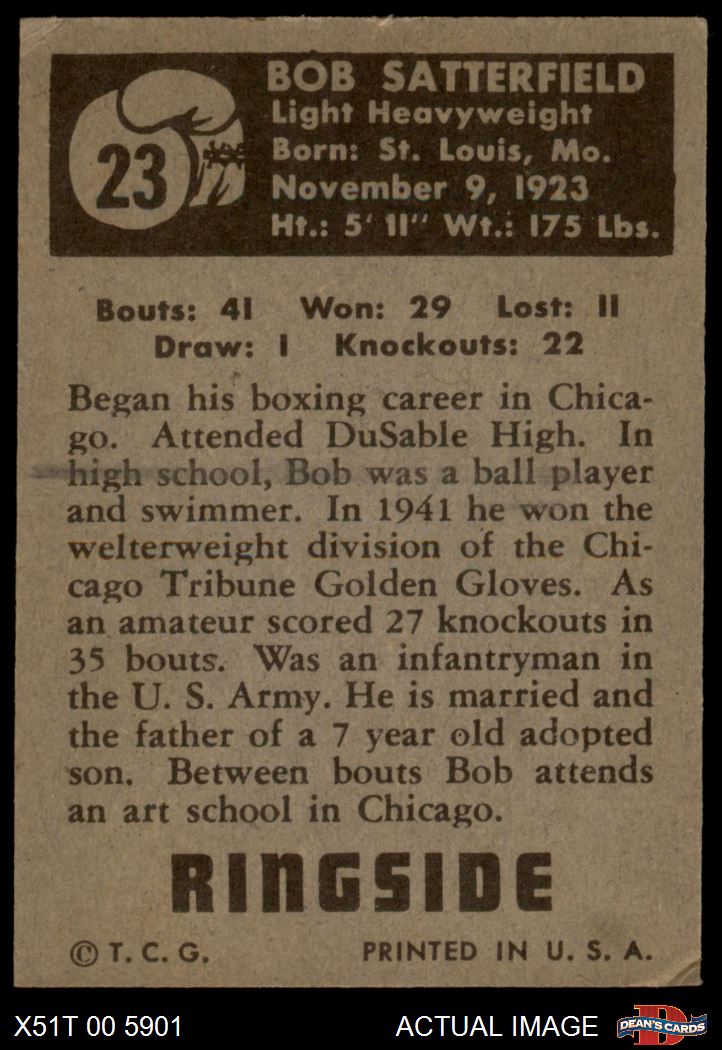 23
BOB SATTERFIELD
Light Heavyweight
Born: St. Louis, Mo.
November 9, 1923
Ht.: 5' 11" Wt.: 175 Lbs.
Bouts: 41 Won: 29 Lost: 11
Draw: 1 Knockouts: 22
Began his boxing career in Chica-
go. Attended DuSable High. In
high school, Bob was a ball player
and swimmer. In 1941 he won the
welterweight division of the Chi-
cago Tribune Golden Gloves. As
an amateur scored 27 knockouts in
35 bouts. Was an infantryman in
the U. S. Army. He is married and
the father of a 7 year old adopted
son. Between bouts Bob attends
an art school in Chicago.
RINGSIDE
© T. C. G. PRINTED IN U. S. A.
X51T 00 5901 ACTUAL IMAGE D DEAN'S CARDS